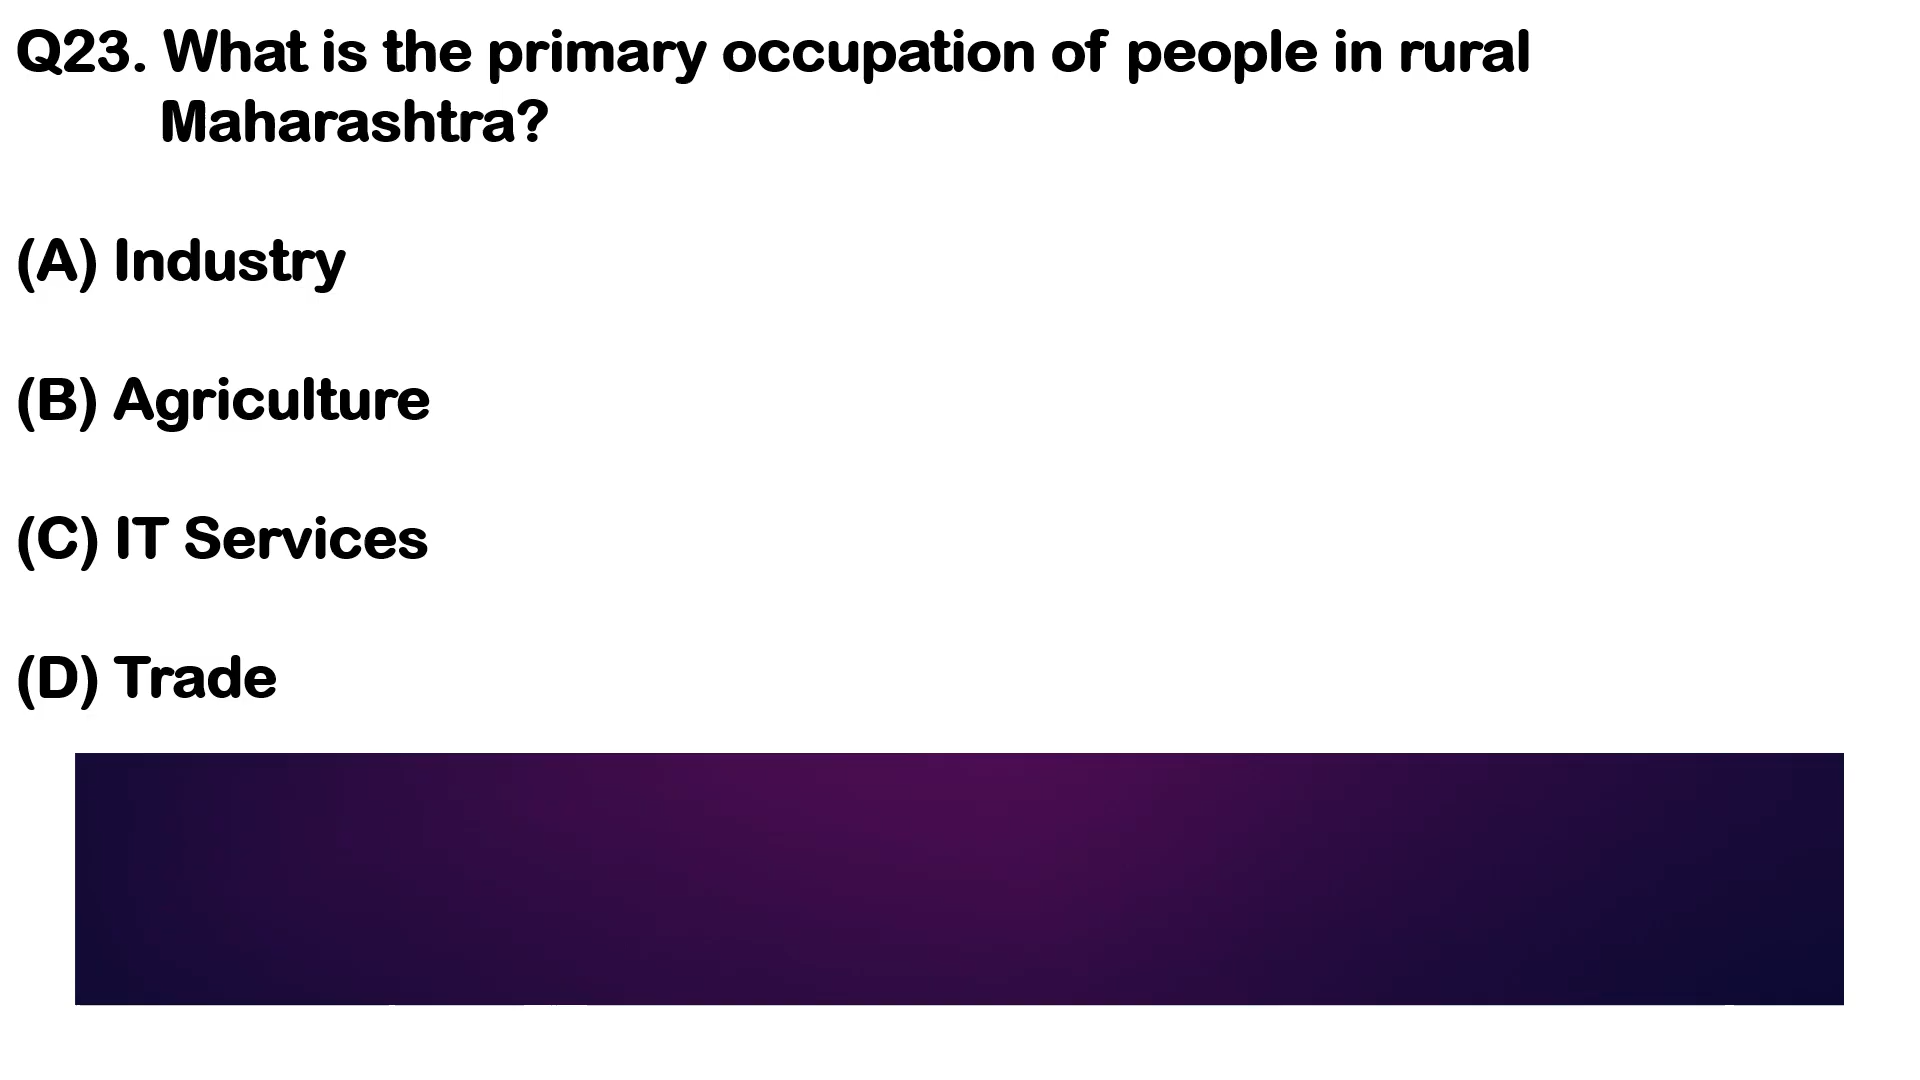 Q23. What is the primary occupation of people in rural
Maharashtra?
(A) Industry
(B) Agriculture
(C) IT Services
(D) Trade